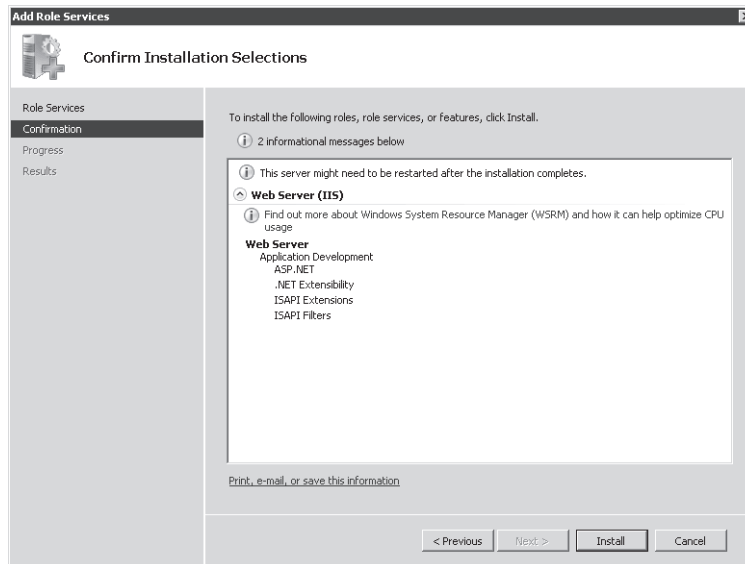 Add Role Services
Confirm Installation Selections
Role Services
Confirmation
Progress
Results
To install the following roles, role services, or features, click Install.
2 informational messages below
This server might need to be restarted after the installation completes.
Web Server (IIS)
Find out more about Windows System Resource Manager (WSRM) and how it can help optimize CPU
usage
Web Server
Application Development
ASP.NET
.NET Extensibility
ISAPI Extensions
ISAPI Filters
Print, e-mail, or save this information
< Previous
Next >
Install
Cancel